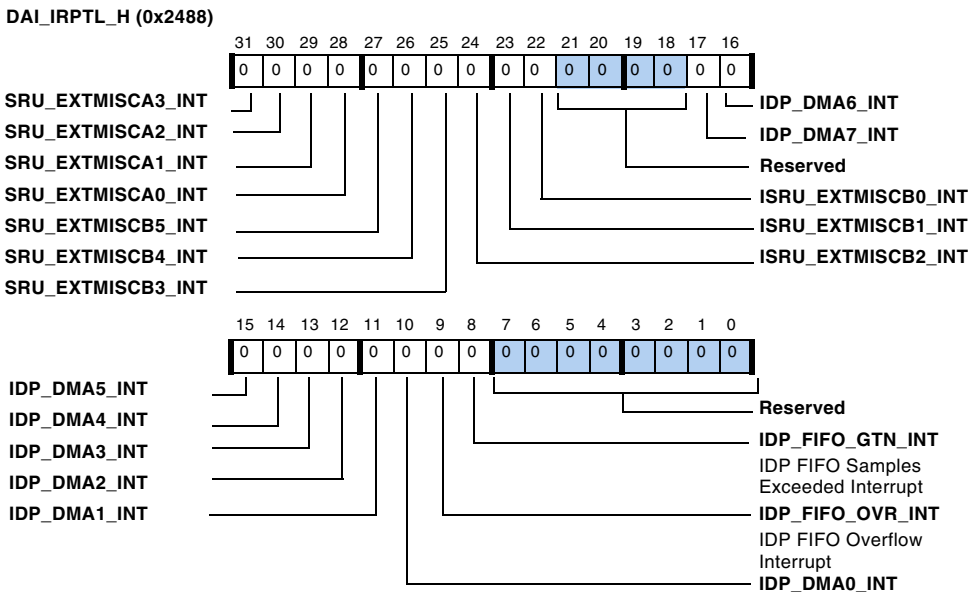 DAI_IRPTL_H (0x2488)
31 30 29 28 27 26 25 24 23 22 21 20 19 18 17 16
0 0 0 0 0 0 0 0 0 0 0 0 0 0 0 0
SRU_EXTMISCA3_INT
SRU_EXTMISCA2_INT
SRU_EXTMISCA1_INT
SRU_EXTMISCA0_INT
SRU_EXTMISCB5_INT
SRU_EXTMISCB4_INT
SRU_EXTMISCB3_INT
IDP_DMA6_INT
IDP_DMA7_INT
Reserved
ISRU_EXTMISCB0_INT
ISRU_EXTMISCB1_INT
ISRU_EXTMISCB2_INT
15 14 13 12 11 10 9 8 7 6 5 4 3 2 1 0
0 0 0 0 0 0 0 0 0 0 0 0 0 0 0 0
IDP_DMA5_INT
IDP_DMA4_INT
IDP_DMA3_INT
IDP_DMA2_INT
IDP_DMA1_INT
Reserved
IDP_FIFO_GTN_INT
IDP FIFO Samples
Exceeded Interrupt
IDP_FIFO_OVR_INT
IDP FIFO Overflow
Interrupt
IDP_DMA0_INT